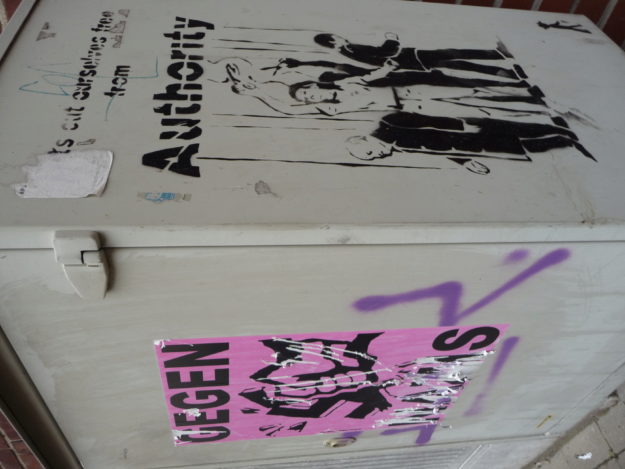 cut ourselves free
from
Authority
GEGEN